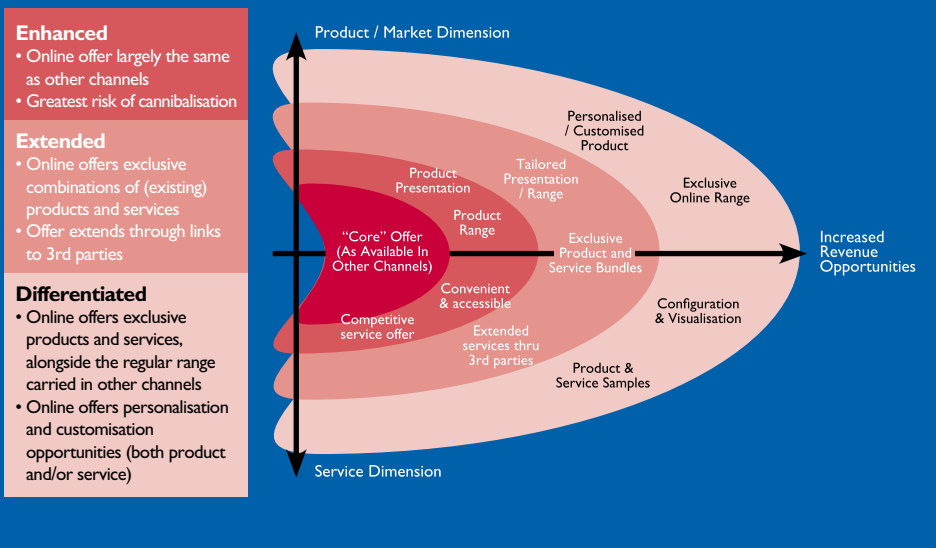 Enhanced
• Online offer largely the same
as other channels
• Greatest risk of cannibalisation
Extended
• Online offers exclusive
combinations of (existing)
products and services
• Offer extends through links
to 3rd parties
Differentiated
• Online offers exclusive
products and services,
alongside the regular range
carried in other channels
• Online offers personalisation
and customisation
opportunities (both product
and/or service)
Product / Market Dimension
Personalised
/ Customised
Product
Tailored
Presentation
/ Range
Product
Presentation
Exclusive
Online Range
Product
Range
"Core" Offer
(As Available In
Other Channels)
Exclusive
Product and
Service Bundles
Increased
Revenue
Opportunities
Convenient
& accessible
Configuration
& Visualisation
Competitive
service offer
Extended
services thru
3rd parties
Product &
Service Samples
Service Dimension